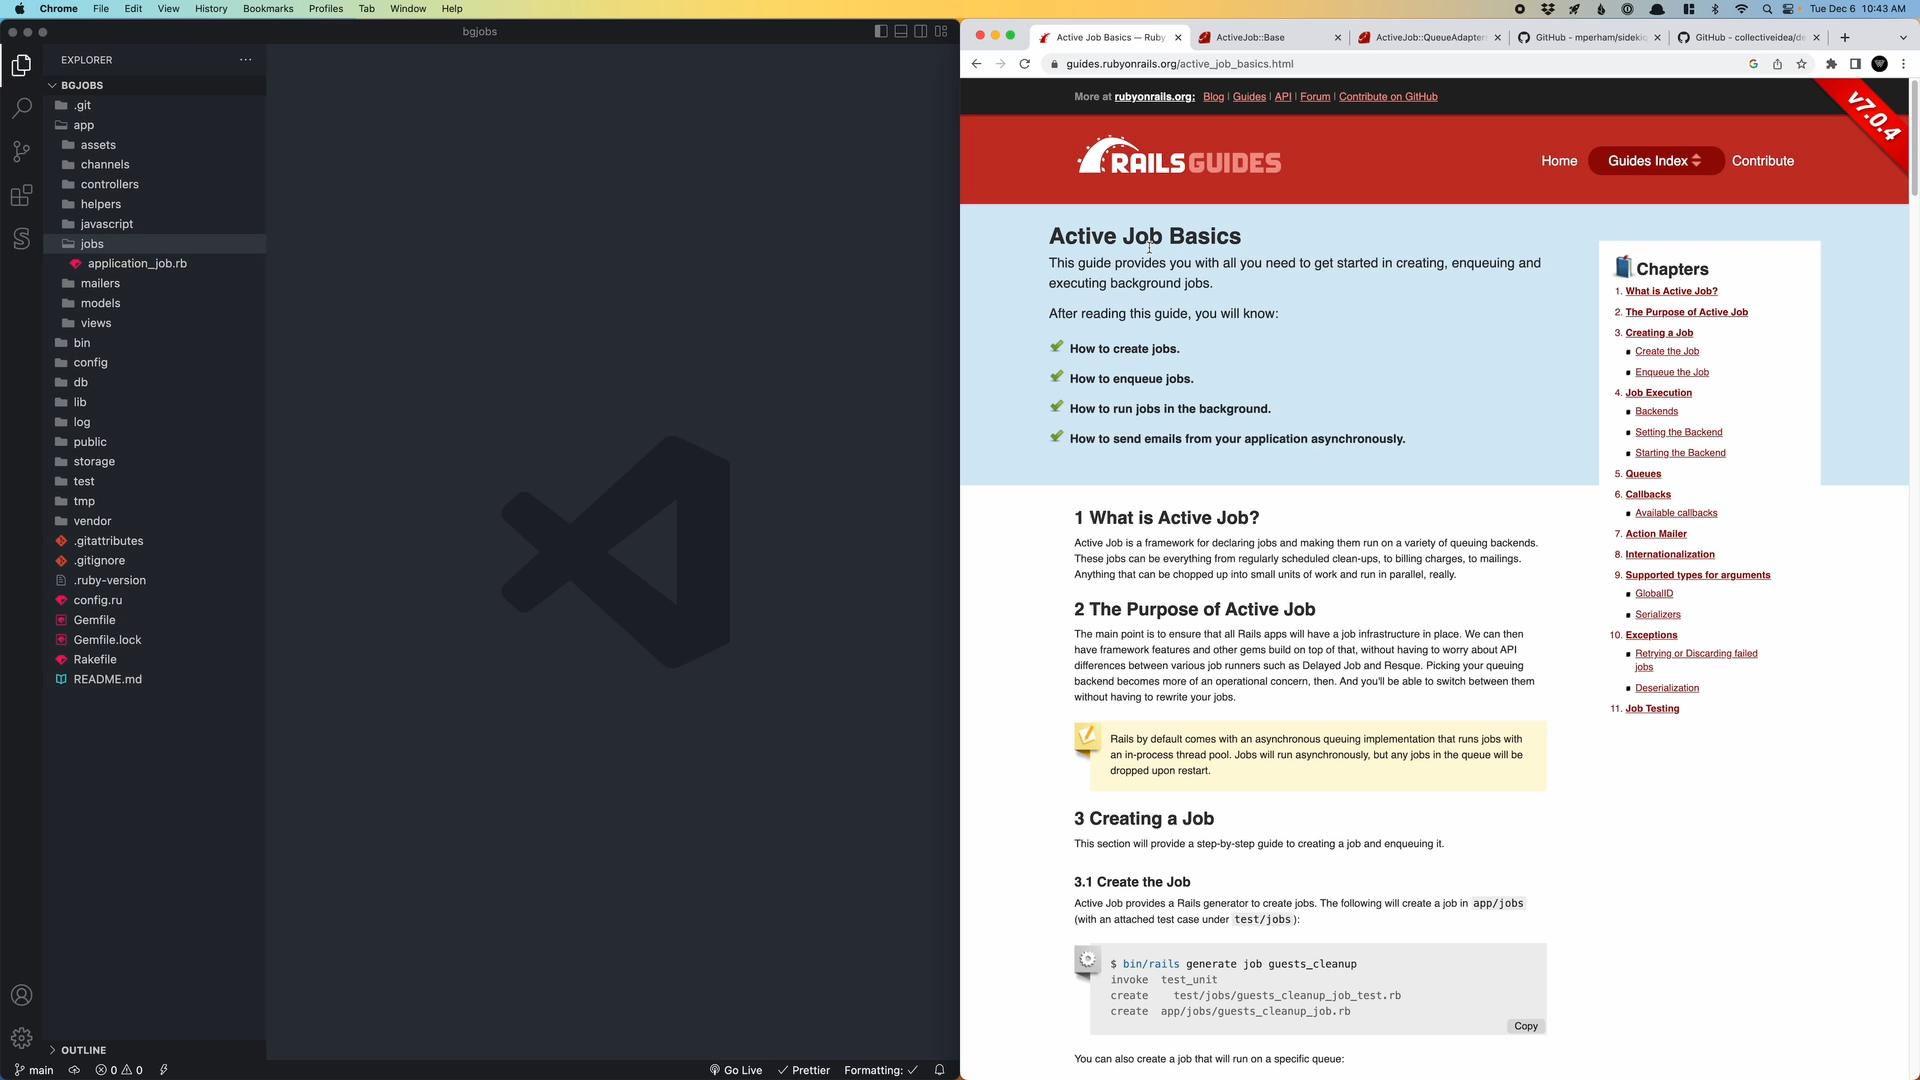 Chrome File Edit View History Bookmarks Profiles Tab Window Help
Tue Dec 6 10:43 AM
bgjobs
EXPLORER
BGJOBS
.git
app
assets
channels
controllers
helpers
javascript
jobs
application_job.rb
mailers
models
views
bin
config
db
lib
log
public
storage
test
tmp
vendor
.gitattributes
.gitignore
.ruby-version
config.ru
Gemfile
Gemfile.lock
Rakefile
README.md
OUTLINE
main 0 0 Go Live Prettier Formatting:
Active Job Basics — Ruby
ActiveJob::Base
ActiveJob::QueueAdapters
GitHub - mperham/sidekiq
GitHub - collectiveidea/de
guides.rubyonrails.org/active_job_basics.html
More at rubyonrails.org: Blog | Guides | API | Forum | Contribute on GitHub
v7.0.4
RAILSGUIDES
Home Guides Index Contribute
Active Job Basics
This guide provides you with all you need to get started in creating, enqueuing and
executing background jobs.
After reading this guide, you will know:
How to create jobs.
How to enqueue jobs.
How to run jobs in the background.
How to send emails from your application asynchronously.
Chapters
1. What is Active Job?
2. The Purpose of Active Job
3. Creating a Job
Create the Job
Enqueue the Job
4. Job Execution
Backends
Setting the Backend
Starting the Backend
5. Queues
6. Callbacks
Available callbacks
7. Action Mailer
8. Internationalization
9. Supported types for arguments
GlobalID
Serializers
10. Exceptions
Retrying or Discarding failed
jobs
Deserialization
11. Job Testing
1 What is Active Job?
Active Job is a framework for declaring jobs and making them run on a variety of queuing backends.
These jobs can be everything from regularly scheduled clean-ups, to billing charges, to mailings.
Anything that can be chopped up into small units of work and run in parallel, really.
2 The Purpose of Active Job
The main point is to ensure that all Rails apps will have a job infrastructure in place. We can then
have framework features and other gems build on top of that, without having to worry about API
differences between various job runners such as Delayed Job and Resque. Picking your queuing
backend becomes more of an operational concern, then. And you'll be able to switch between them
without having to rewrite your jobs.
Rails by default comes with an asynchronous queuing implementation that runs jobs with
an in-process thread pool. Jobs will run asynchronously, but any jobs in the queue will be
dropped upon restart.
3 Creating a Job
This section will provide a step-by-step guide to creating a job and enqueuing it.
3.1 Create the Job
Active Job provides a Rails generator to create jobs. The following will create a job in app/jobs
(with an attached test case under test/jobs):
$ bin/rails generate job guests_cleanup
invoke test_unit
create test/jobs/guests_cleanup_job_test.rb
create app/jobs/guests_cleanup_job.rb
Copy
You can also create a job that will run on a specific queue: